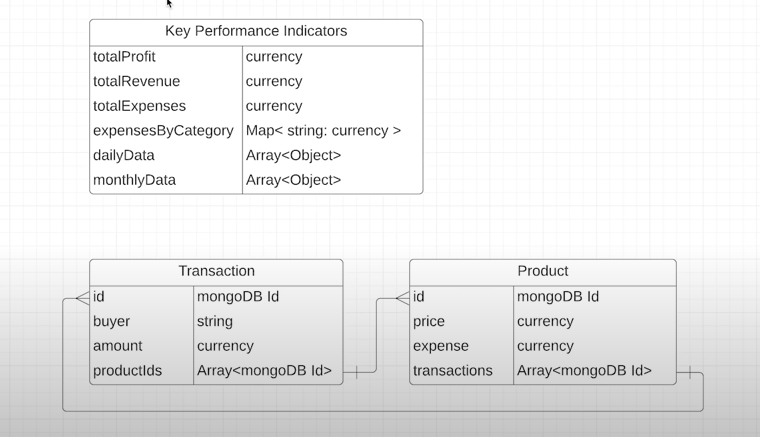 Key Performance Indicators
totalProfit currency
totalRevenue currency
totalExpenses currency
expensesByCategory Map< string: currency >
dailyData Array<Object>
monthlyData Array<Object>
Transaction
id mongoDB Id
buyer string
amount currency
productIds Array<mongoDB Id>
Product
id mongoDB Id
price currency
expense currency
transactions Array<mongoDB Id>